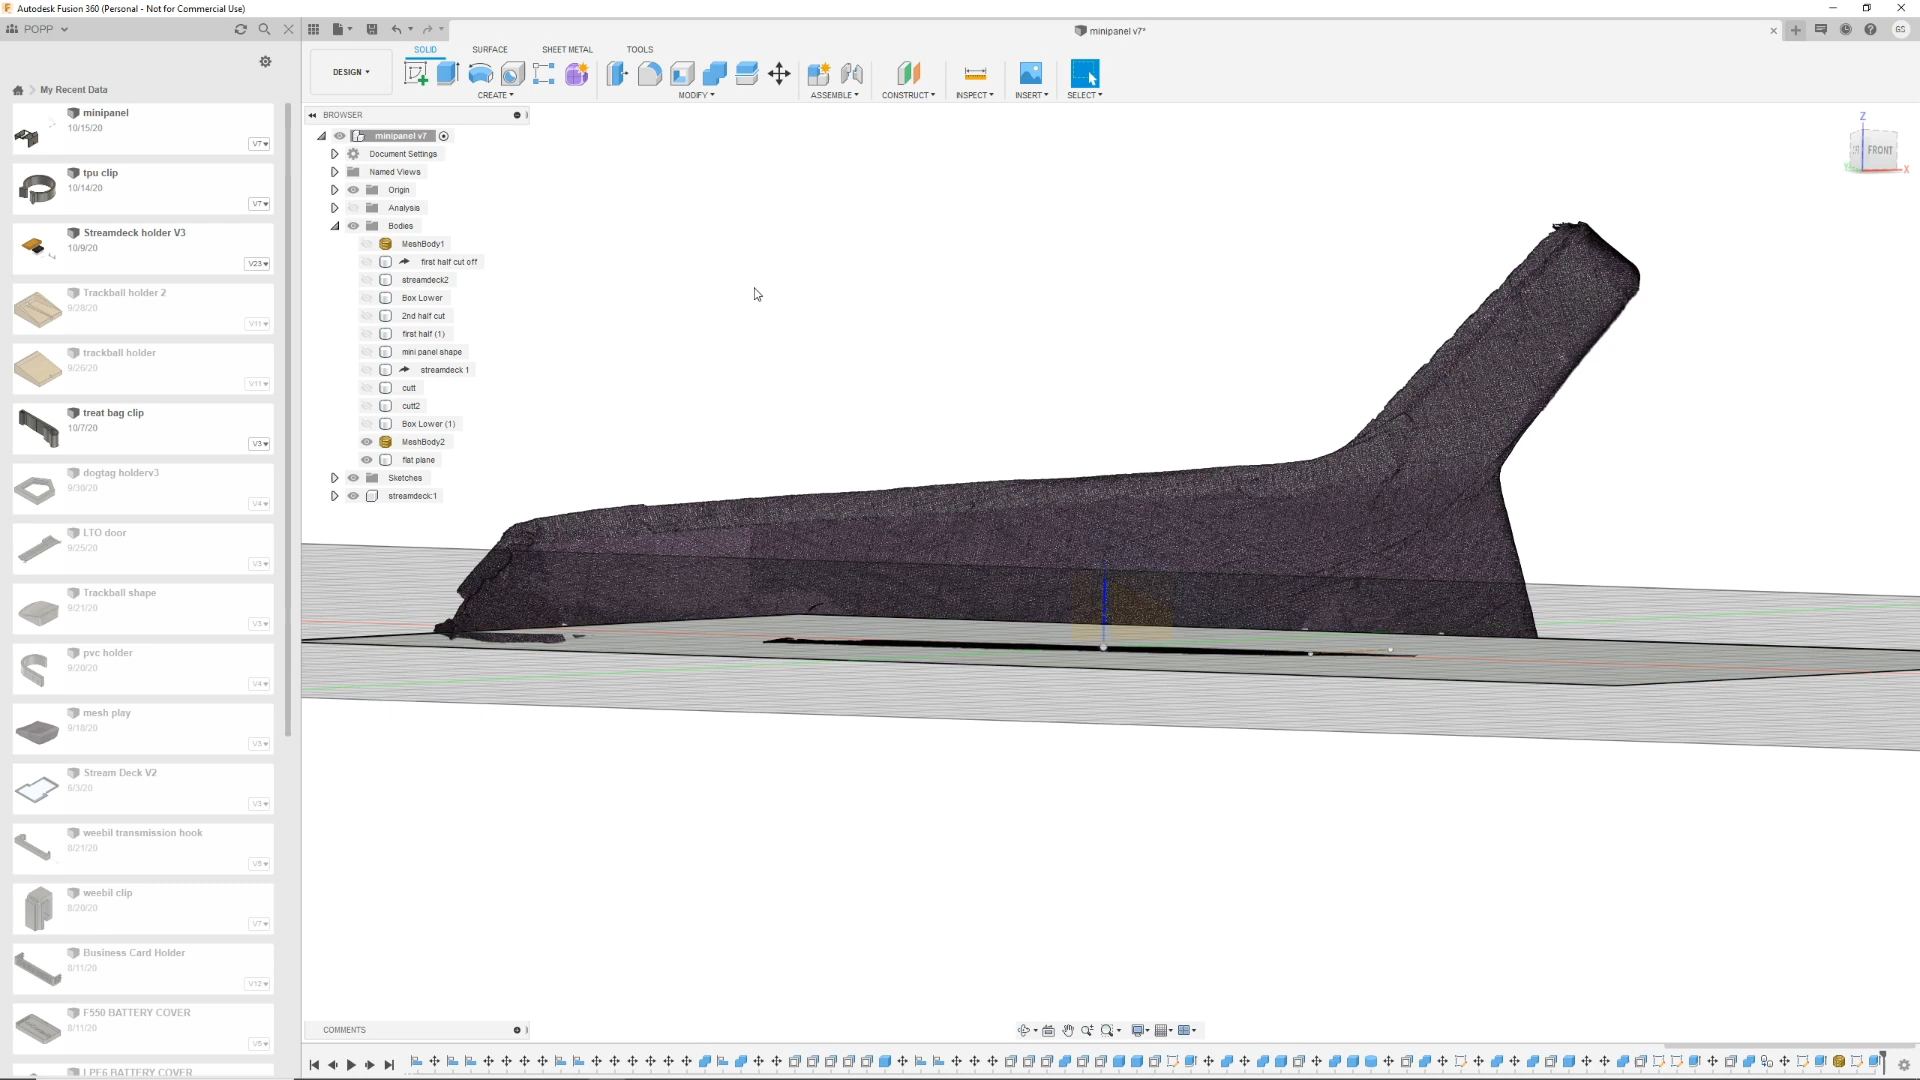 Autodesk Fusion 360 (Personal - Not for Commercial Use)
POPP
minipanel v7*
GS
SOLID SURFACE SHEET METAL TOOLS
DESIGN
CREATE MODIFY ASSEMBLE CONSTRUCT INSPECT INSERT SELECT
My Recent Data
minipanel
10/15/20
V7
tpu clip
10/14/20
V7
Streamdeck holder V3
10/9/20
V23
Trackball holder 2
9/28/20
V11
trackball holder
9/26/20
V11
treat bag clip
10/7/20
V3
dogtag holderv3
9/30/20
V4
LTO door
9/25/20
V3
Trackball shape
9/21/20
V3
pvc holder
9/20/20
V4
mesh play
9/18/20
V3
Stream Deck V2
6/3/20
V3
weebil transmission hook
8/21/20
weebil clip
8/20/20
V7
Business Card Holder
8/11/20
V12
F550 BATTERY COVER
8/11/20
LPE6 BATTERY COVER
BROWSER
minipanel v7
Document Settings
Named Views
Origin
Analysis
Bodies
MeshBody1
first half cut off
streamdeck2
Box Lower
2nd half cut
first half (1)
mini panel shape
streamdeck 1
cutt
cutt2
Box Lower (1)
MeshBody2
flat plane
Sketches
streamdeck:1
Z
FRONT
X
COMMENTS